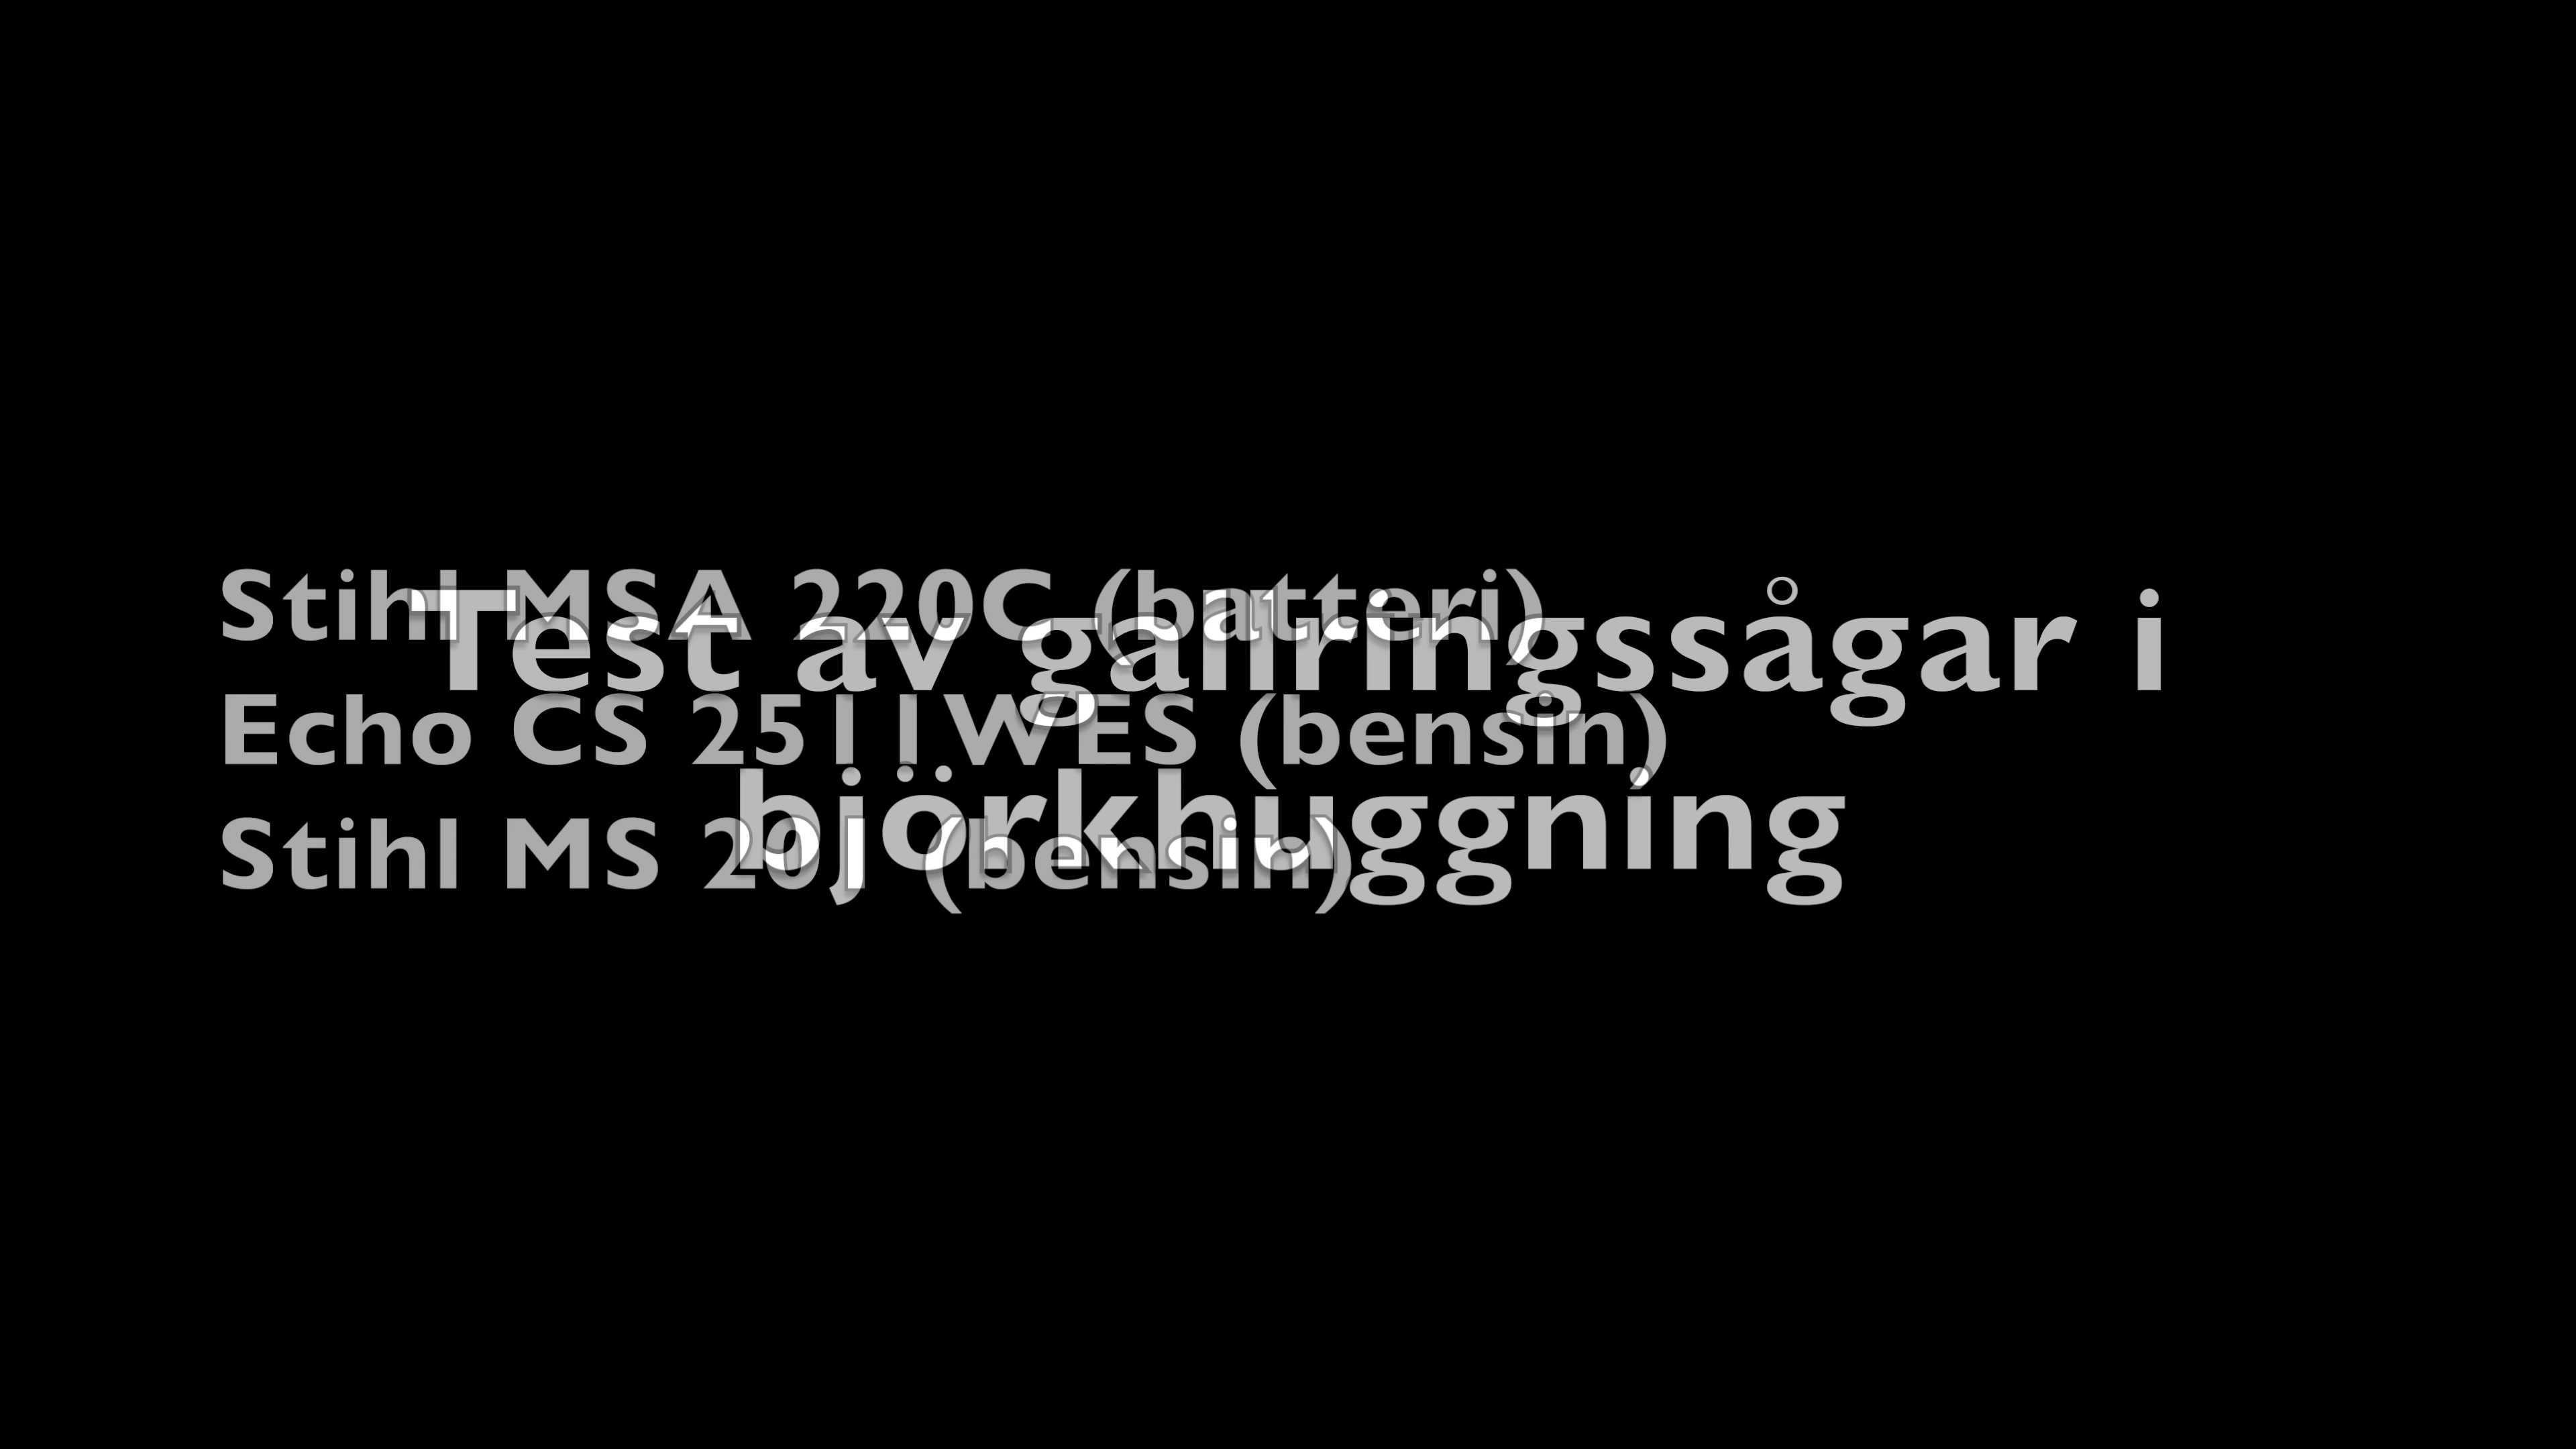 Test av gallringssågar i
björkhuggning
Stihl MSA 220C (batteri)
Echo CS 2511WES (bensin)
Stihl MS 201 (bensin)